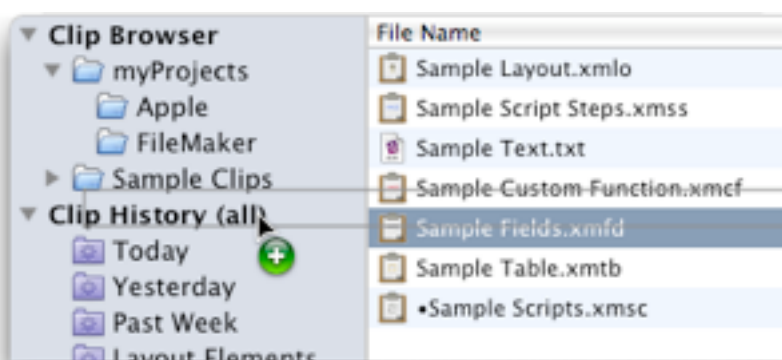 Clip Browser
myProjects
Apple
FileMaker
Sample Clips
Clip History (all)
Today
Yesterday
Past Week
Layout Elements
File Name
Sample Layout.xmlo
Sample Script Steps.xmss
Sample Text.txt
Sample Custom Function.xmcf
Sample Fields.xmfd
Sample Table.xmtb
•Sample Scripts.xmsc